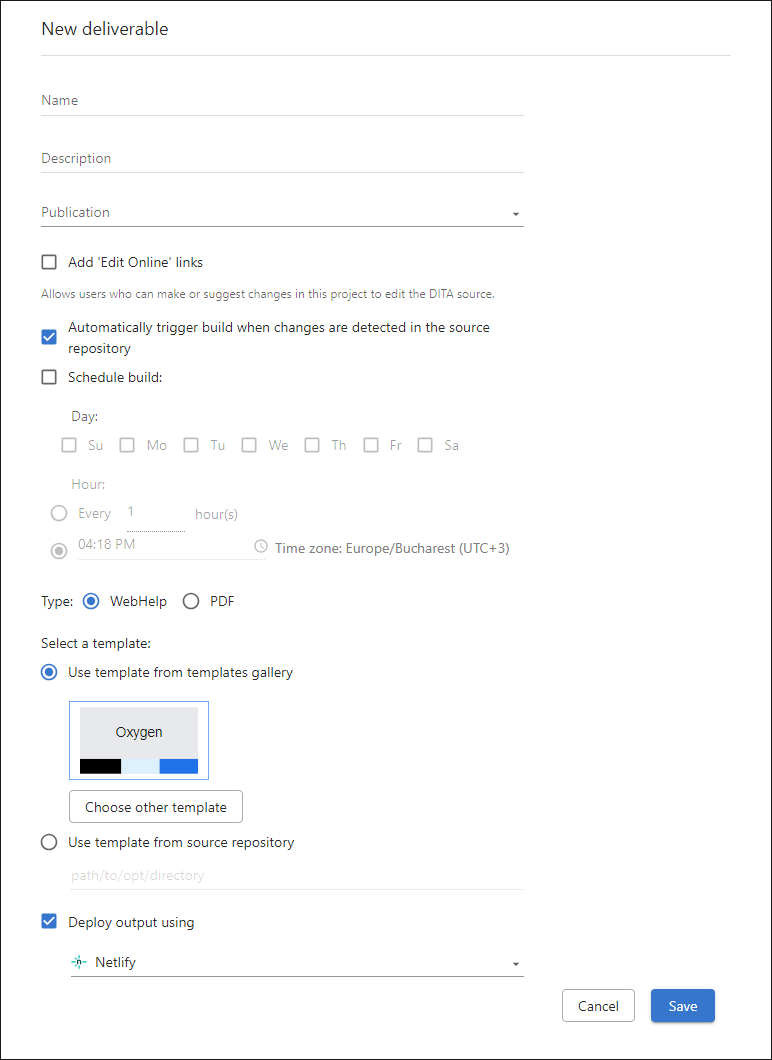 New deliverable
Name
Description
Publication
Add 'Edit Online' links
Allows users who can make or suggest changes in this project to edit the DITA source.
Automatically trigger build when changes are detected in the source
repository
Schedule build:
Day:
Su Mo Tu We Th Fr Sa
Hour:
Every 1 hour(s)
04:18 PM Time zone: Europe/Bucharest (UTC+3)
Type: WebHelp PDF
Select a template:
Use template from templates gallery
Oxygen
Choose other template
Use template from source repository
path/to/opt/directory
Deploy output using
n Netlify
Cancel Save